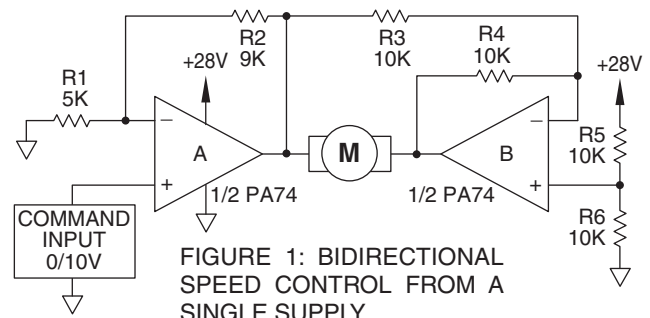 R2
9K
R3
10K
R4
10K
R1
5K
+28V
+28V
–
A
+
M
–
B
+
R5
10K
1/2 PA74
1/2 PA74
R6
10K
COMMAND
INPUT
0/10V
FIGURE 1: BIDIRECTIONAL
SPEED CONTROL FROM A
SINGLE SUPPLY